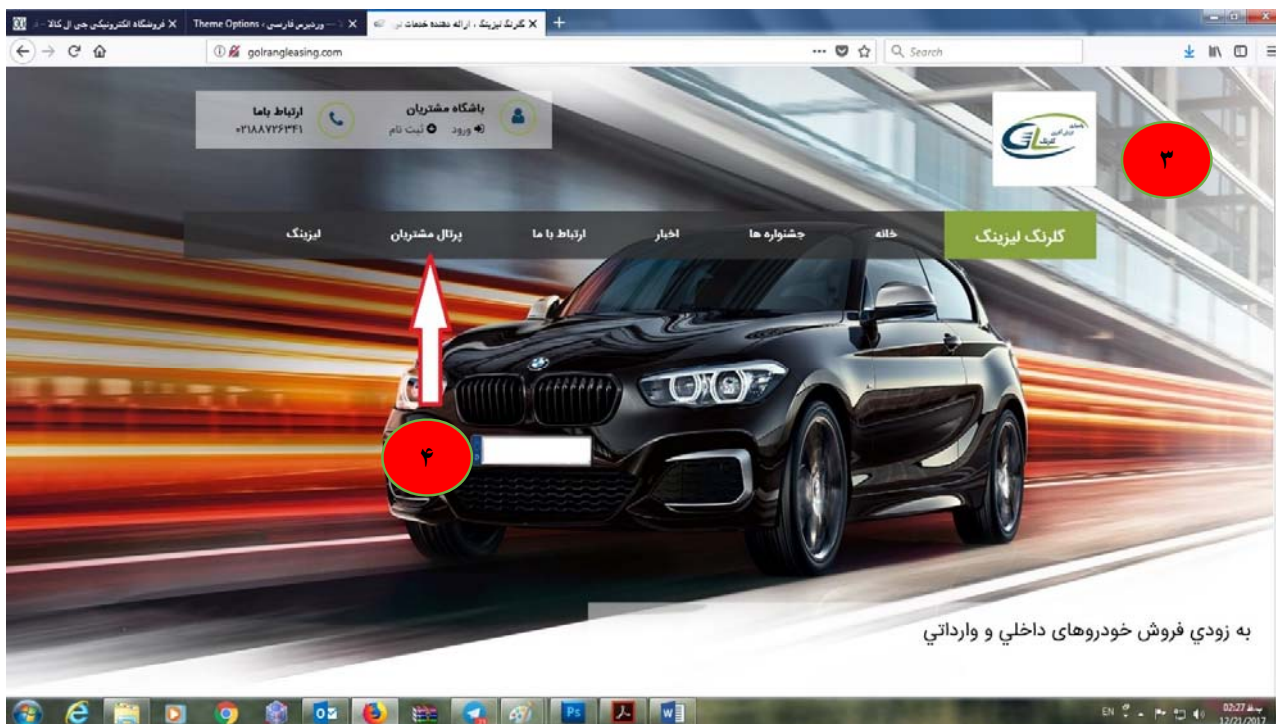 فروشگاه الکترونیکی جی ال کالا
Theme Options ‹ وردپرس فارسی —
گلرنگ لیزینگ ، ارائه دهنده خدمات
golrangleasing.com
Search
ارتباط باما
۰۲۱۸۸۷۲۶۳۴۱
باشگاه مشتریان
ورود ثبت نام
GL
گلرنگ
۳
گلرنگ لیزینگ
خانه
جشنواره ها
اخبار
ارتباط با ما
پرتال مشتریان
لیزینگ
۴
به زودي فروش خودروهای داخلي و وارداتي
EN
02:27
12/21/2017